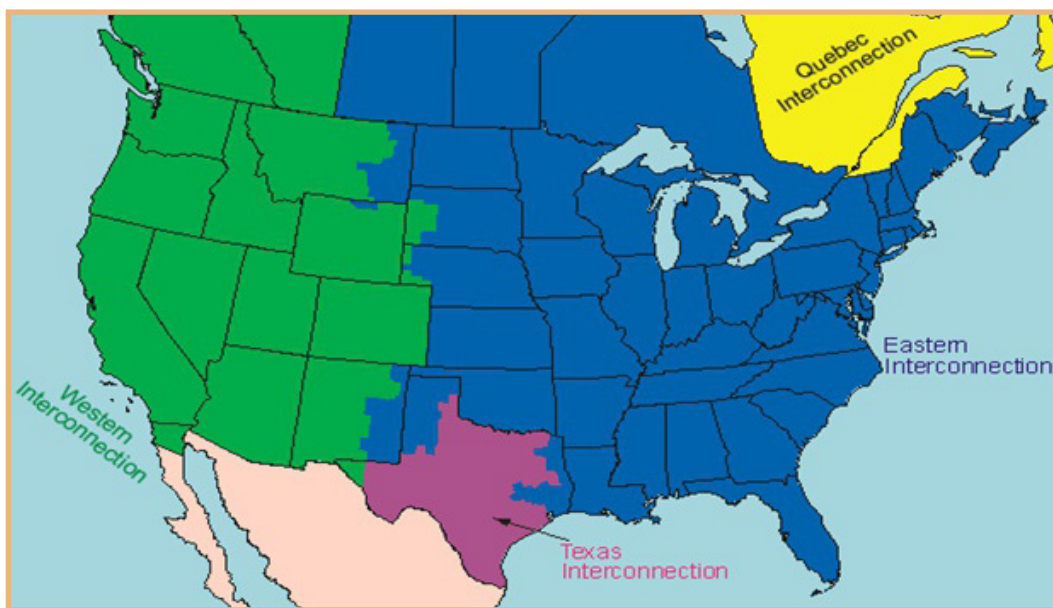 Quebec
Interconnection
Eastern
Interconnection
Western
Interconnection
Texas
Interconnection